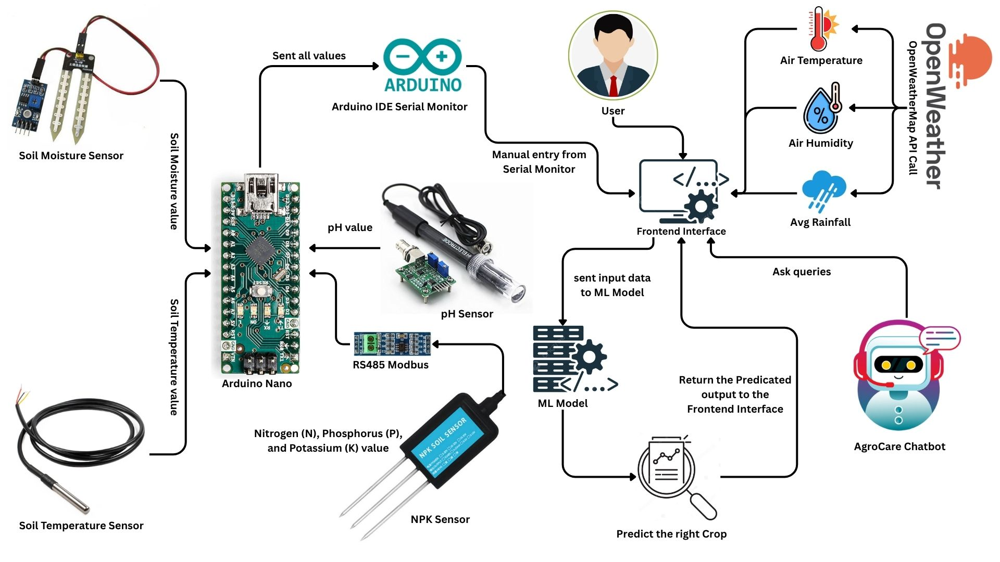 Sent all values
ARDUINO
™
Arduino IDE Serial Monitor
User
Air Temperature
%
Air Humidity
Avg Rainfall
OpenWeatherMap API Call
OpenWeather
Soil Moisture Sensor
Soil Moisture value
Manual entry from
Serial Monitor
</...>
Frontend Interface
pH value
ELECTRODE
pH Sensor
RESET
RS485 Modbus
Arduino Nano
Soil Temperature value
Soil Temperature Sensor
Nitrogen (N), Phosphorus (P),
and Potassium (K) value
NPK SOIL SENSOR
NPK Sensor
sent input data
to ML Model
</...>
ML Model
Ask queries
Return the Predicated
output to the
Frontend Interface
AgroCare Chatbot
Predict the right Crop